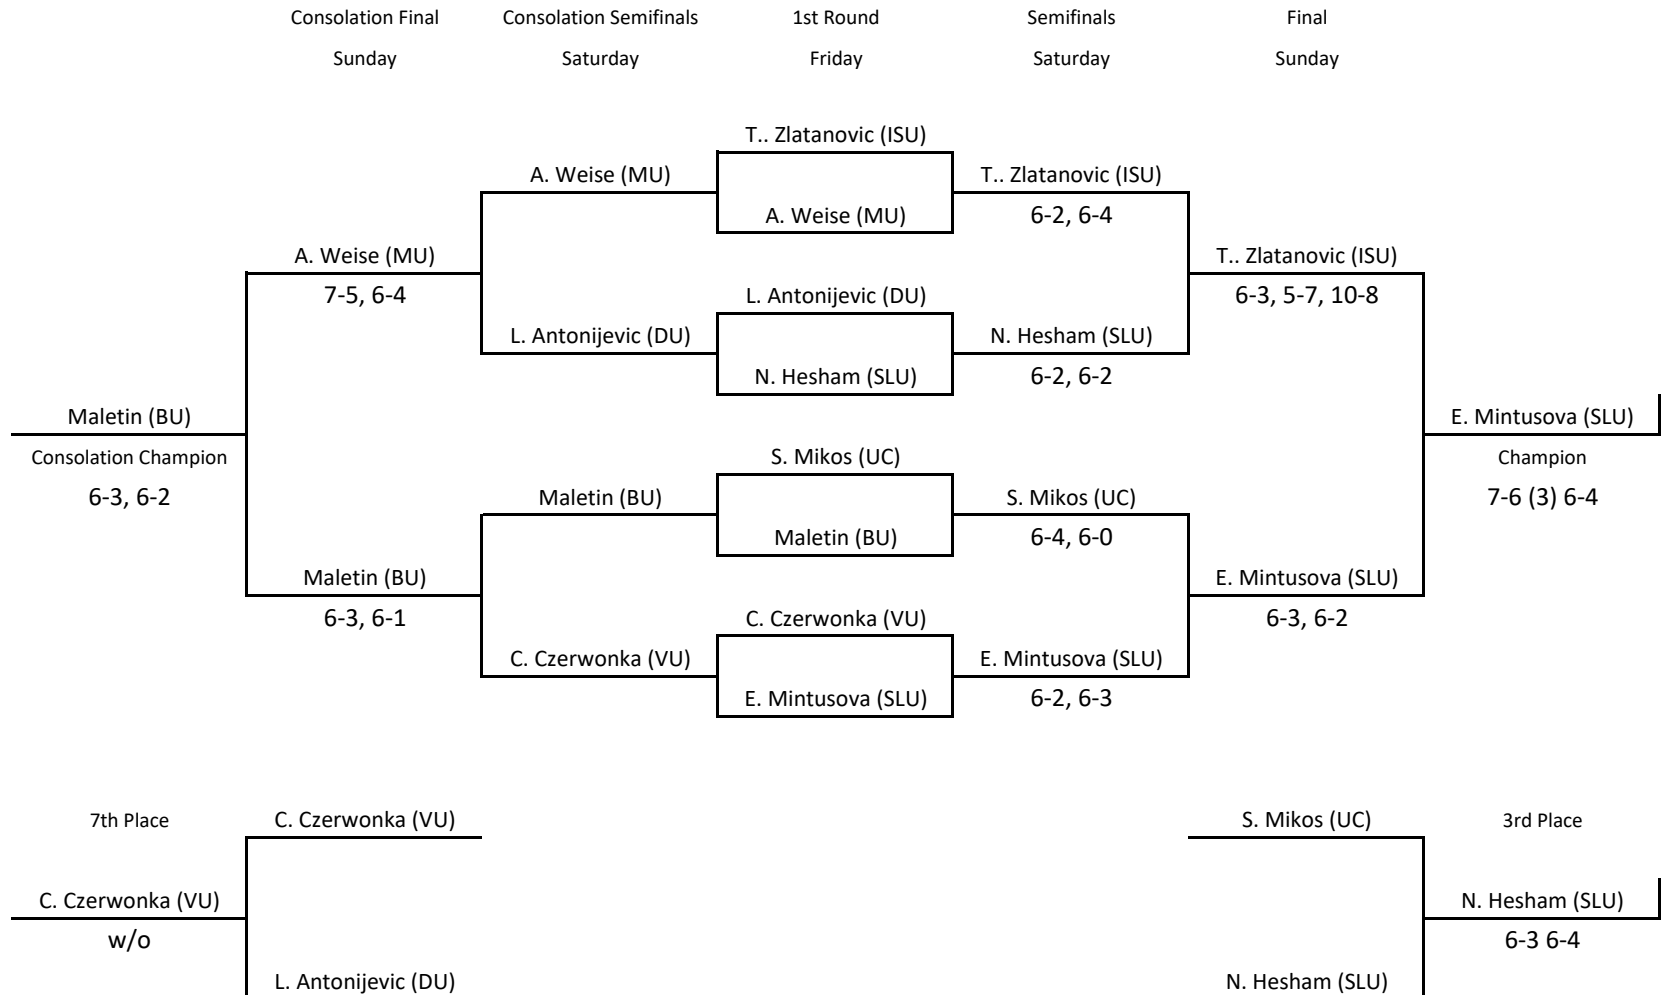 Consolation Final Consolation Semifinals 1st Round Semifinals Final
Sunday Saturday Friday Saturday Sunday
T.. Zlatanovic (ISU)
A. Weise (MU) T.. Zlatanovic (ISU)
A. Weise (MU) 6-2, 6-4
A. Weise (MU) T.. Zlatanovic (ISU)
7-5, 6-4 L. Antonijevic (DU) 6-3, 5-7, 10-8
L. Antonijevic (DU) N. Hesham (SLU)
N. Hesham (SLU) 6-2, 6-2
Maletin (BU) E. Mintusova (SLU)
Consolation Champion S. Mikos (UC) Champion
6-3, 6-2 Maletin (BU) S. Mikos (UC) 7-6 (3) 6-4
Maletin (BU) 6-4, 6-0
Maletin (BU) E. Mintusova (SLU)
6-3, 6-1 C. Czerwonka (VU) 6-3, 6-2
C. Czerwonka (VU) E. Mintusova (SLU)
E. Mintusova (SLU) 6-2, 6-3
7th Place C. Czerwonka (VU) S. Mikos (UC) 3rd Place
C. Czerwonka (VU) N. Hesham (SLU)
w/o 6-3 6-4
L. Antonijevic (DU) N. Hesham (SLU)